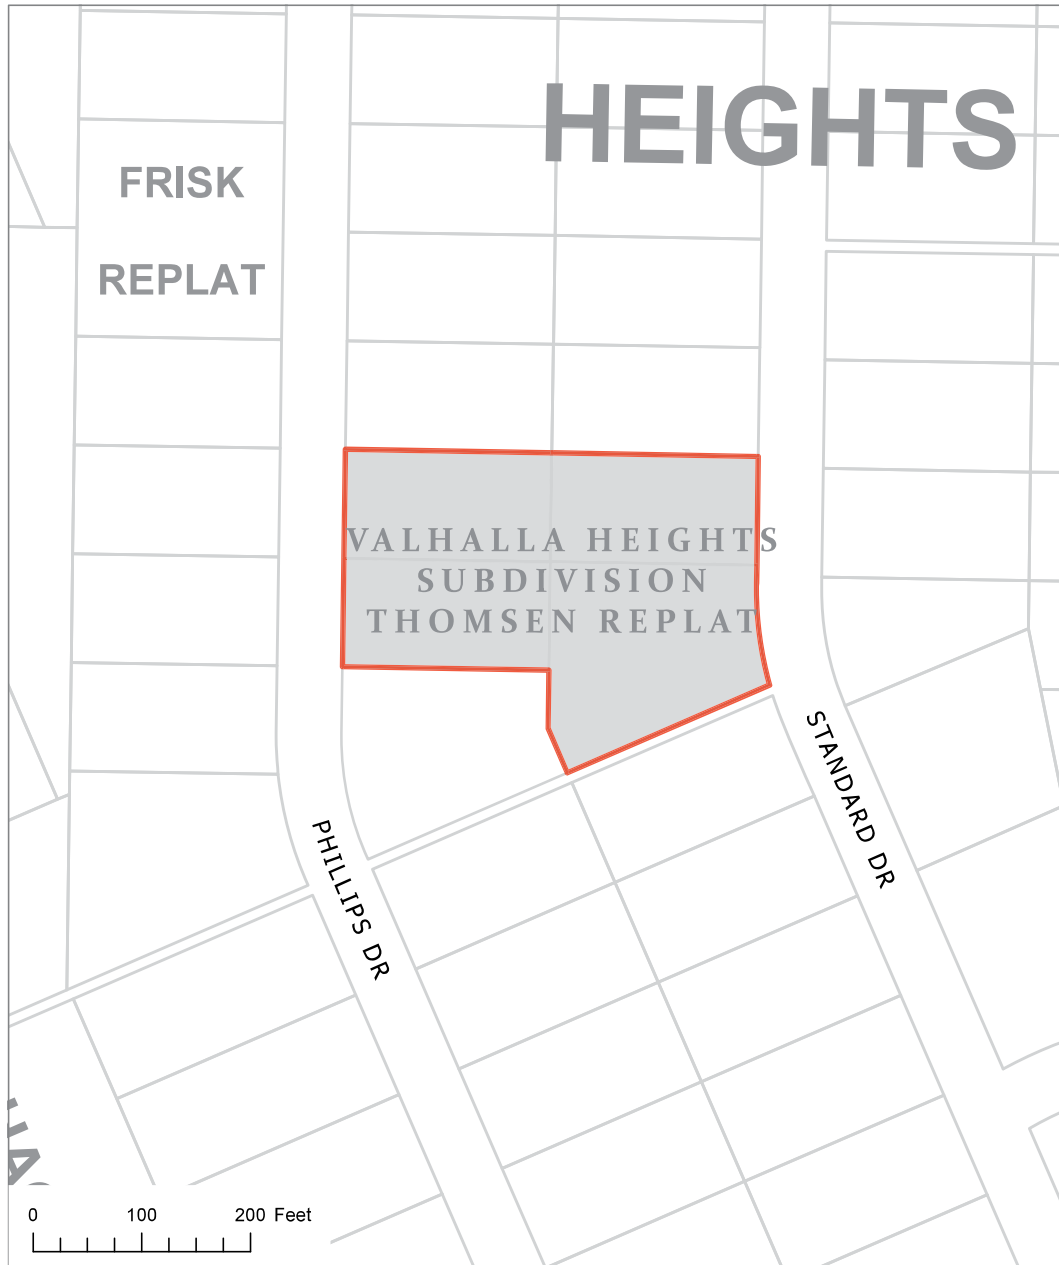 HEIGHTS
FRISK
REPLAT
VALHALLA HEIGHTS
SUBDIVISION
THOMSEN REPLAT
STANDARD DR
PHILLIPS DR
0 100 200 Feet